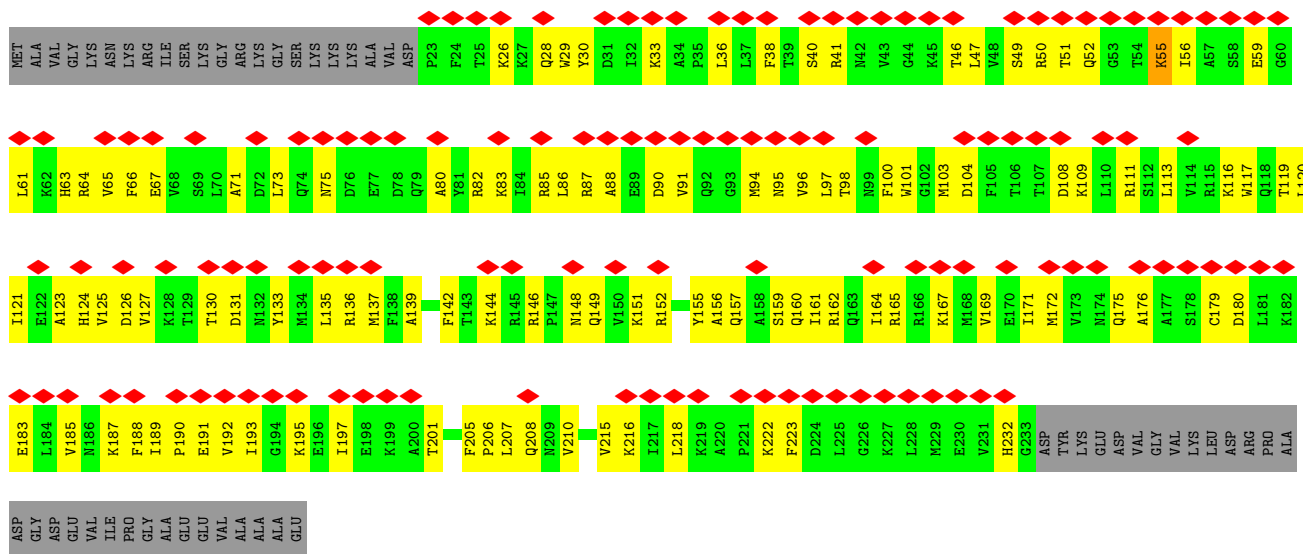 MET ALA VAL GLY LYS ASN LYS ARG ILE SER LYS GLY ARG LYS GLY SER LYS LYS LYS ALA VAL ASP P23 F24 T25 K26 K27 Q28 W29 Y30 D31 I32 K33 A34 P35 L36 L37 F38 T39 S40 R41 N42 V43 G44 K45 T46 L47 V48 S49 R50 T51 Q52 G53 T54 K55 I56 A57 S58 E59 G60
L61 K62 H63 R64 V65 F66 E67 V68 S69 L70 A71 D72 L73 Q74 N75 D76 E77 D78 Q79 A80 Y81 R82 K83 I84 R85 L86 R87 A88 E89 D90 V91 Q92 G93 M94 N95 V96 L97 T98 N99 F100 W101 G102 M103 D104 F105 T106 T107 D108 K109 L110 R111 S112 L113 V114 R115 K116 W117 Q118 T119 L120
I121 E122 A123 H124 V125 D126 V127 K128 T129 T130 D131 N132 Y133 M134 L135 R136 M137 F138 A139 F142 T143 K144 R145 R146 P147 N148 Q149 V150 K151 R152 Y155 A156 Q157 A158 S159 Q160 I161 R162 Q163 I164 R165 R166 K167 M168 V169 E170 I171 M172 V173 N174 Q175 A176 A177 S178 C179 D180 L181 K182
E183 L184 V185 N186 K187 F188 I189 P190 E191 V192 I193 G194 K195 E196 I197 E198 K199 A200 T201 F205 P206 L207 Q208 N209 V210 V215 K216 I217 L218 K219 A220 P221 K222 F223 D224 L225 G226 K227 L228 M229 E230 V231 H232 G233 ASP TYR LYS GLU ASP VAL GLY VAL LYS LEU ASP ARG PRO ALA
ASP GLY ASP GLU VAL ILE PRO GLY ALA GLU GLU VAL ALA ALA ALA GLU